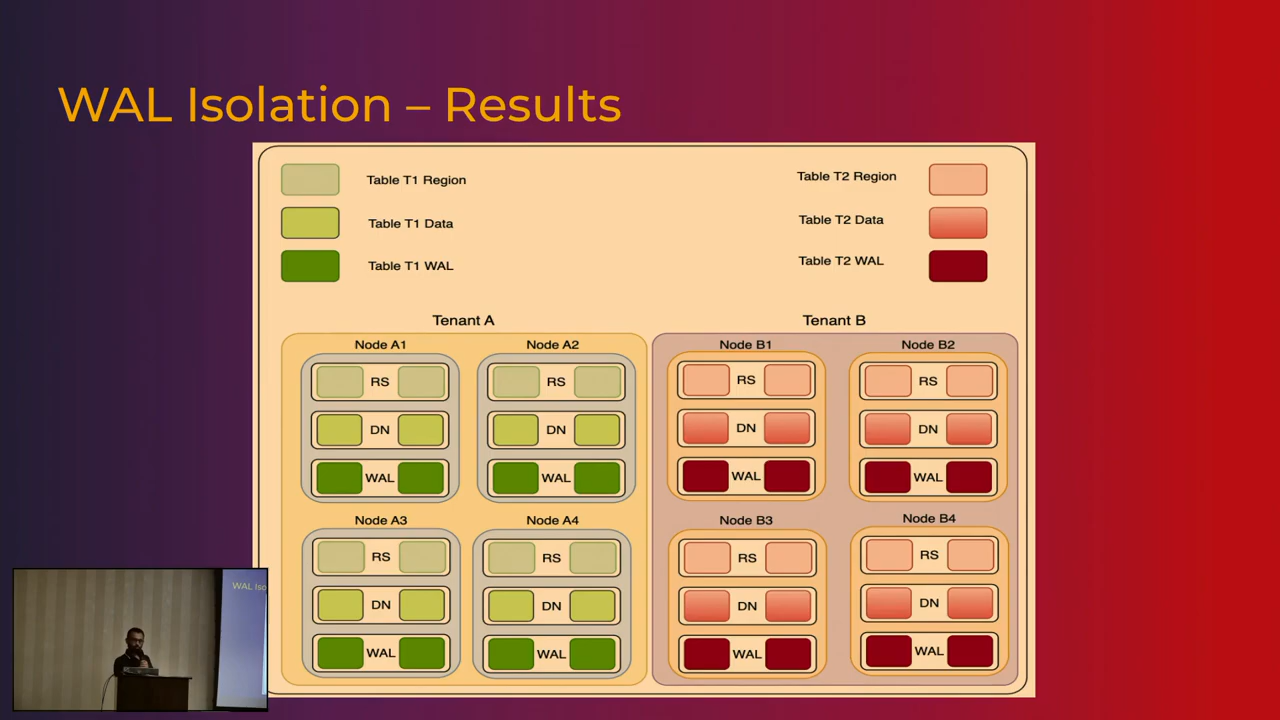 WAL Isolation – Results
Table T1 Region
Table T2 Region
Table T1 Data
Table T2 Data
Table T1 WAL
Table T2 WAL
Tenant A
Tenant B
Node A1
Node A2
Node B1
Node B2
RS
RS
RS
RS
DN
DN
DN
DN
WAL
WAL
WAL
WAL
Node A3
Node A4
Node B3
Node B4
RS
RS
RS
RS
DN
DN
DN
DN
WAL
WAL
WAL
WAL
WAL Iso